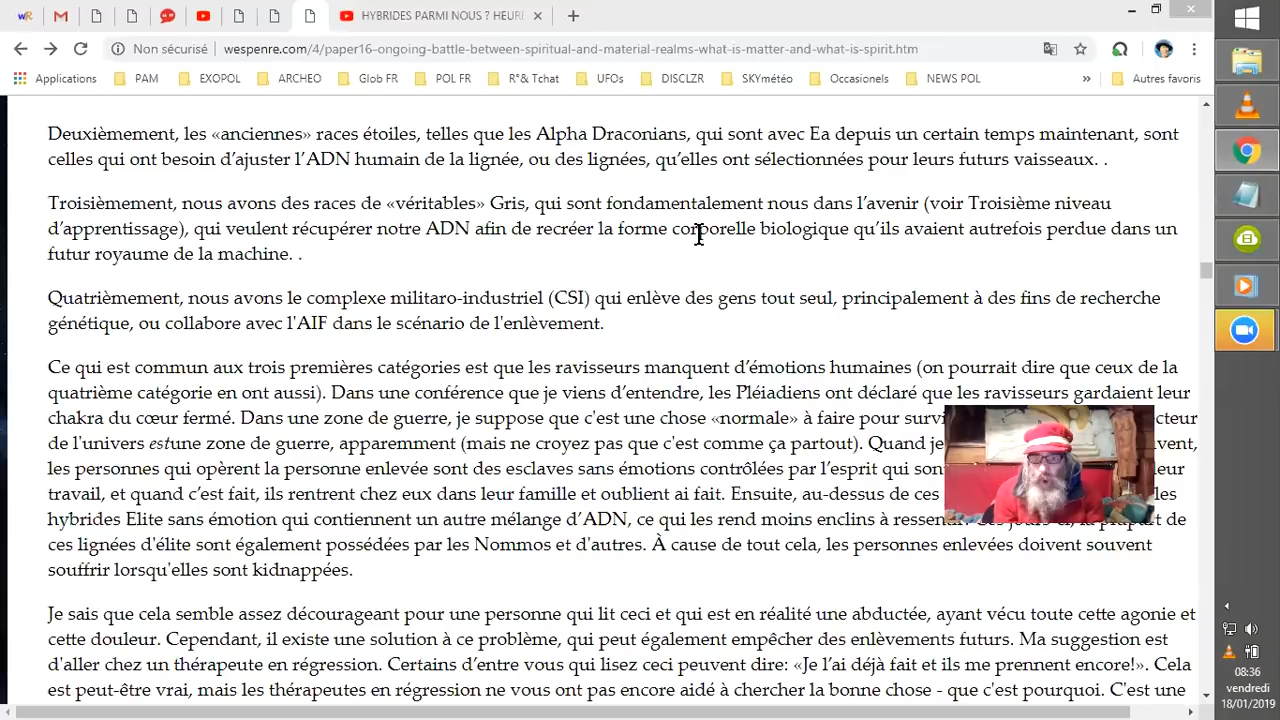 HYBRIDES PARMI NOUS ? HEURE
Non sécurisé
wespenre.com/4/paper16-ongoing-battle-between-spiritual-and-material-realms-what-is-matter-and-what-is-spirit.htm
Applications PAM EXOPOL ARCHEO Glob FR POL FR R°& Tchat UFOs DISCLZR SKYmétéo Occasionels NEWS POL » Autres favoris
Deuxièmement, les «anciennes» races étoiles, telles que les Alpha Draconians, qui sont avec Ea depuis un certain temps maintenant, sont
celles qui ont besoin d’ajuster l’ADN humain de la lignée, ou des lignées, qu’elles ont sélectionnées pour leurs futurs vaisseaux. .
Troisièmement, nous avons des races de «véritables» Gris, qui sont fondamentalement nous dans l’avenir (voir Troisième niveau
d’apprentissage), qui veulent récupérer notre ADN afin de recréer la forme corporelle biologique qu’ils avaient autrefois perdue dans un
futur royaume de la machine. .
Quatrièmement, nous avons le complexe militaro-industriel (CSI) qui enlève des gens tout seul, principalement à des fins de recherche
génétique, ou collabore avec l'AIF dans le scénario de l'enlèvement.
Ce qui est commun aux trois premières catégories est que les ravisseurs manquent d’émotions humaines (on pourrait dire que ceux de la
quatrième catégorie en ont aussi). Dans une conférence que je viens d’entendre, les Pléiadiens ont déclaré que les ravisseurs gardaient leur
chakra du cœur fermé. Dans une zone de guerre, je suppose que c'est une chose «normale» à faire pour survi cteur
de l'univers estune zone de guerre, apparemment (mais ne croyez pas que c'est comme ça partout). Quand je vent,
les personnes qui opèrent la personne enlevée sont des esclaves sans émotions contrôlées par l’esprit qui son leur
travail, et quand c’est fait, ils rentrent chez eux dans leur famille et oublient ai fait. Ensuite, au-dessus de ces les
hybrides Elite sans émotion qui contiennent un autre mélange d’ADN, ce qui les rend moins enclins à de
ces lignées d'élite sont également possédées par les Nommos et d'autres. À cause de tout cela, les personnes enlevées doivent souvent
souffrir lorsqu'elles sont kidnappées.
Je sais que cela semble assez décourageant pour une personne qui lit ceci et qui est en réalité une abductée, ayant vécu toute cette agonie et
cette douleur. Cependant, il existe une solution à ce problème, qui peut également empêcher des enlèvements futurs. Ma suggestion est
d'aller chez un thérapeute en régression. Certains d’entre vous qui lisez ceci peuvent dire: «Je l’ai déjà fait et ils me prennent encore!». Cela
est peut-être vrai, mais les thérapeutes en régression ne vous ont pas encore aidé à chercher la bonne chose - que c'est pourquoi. C'est une
08:36
vendredi
18/01/2019